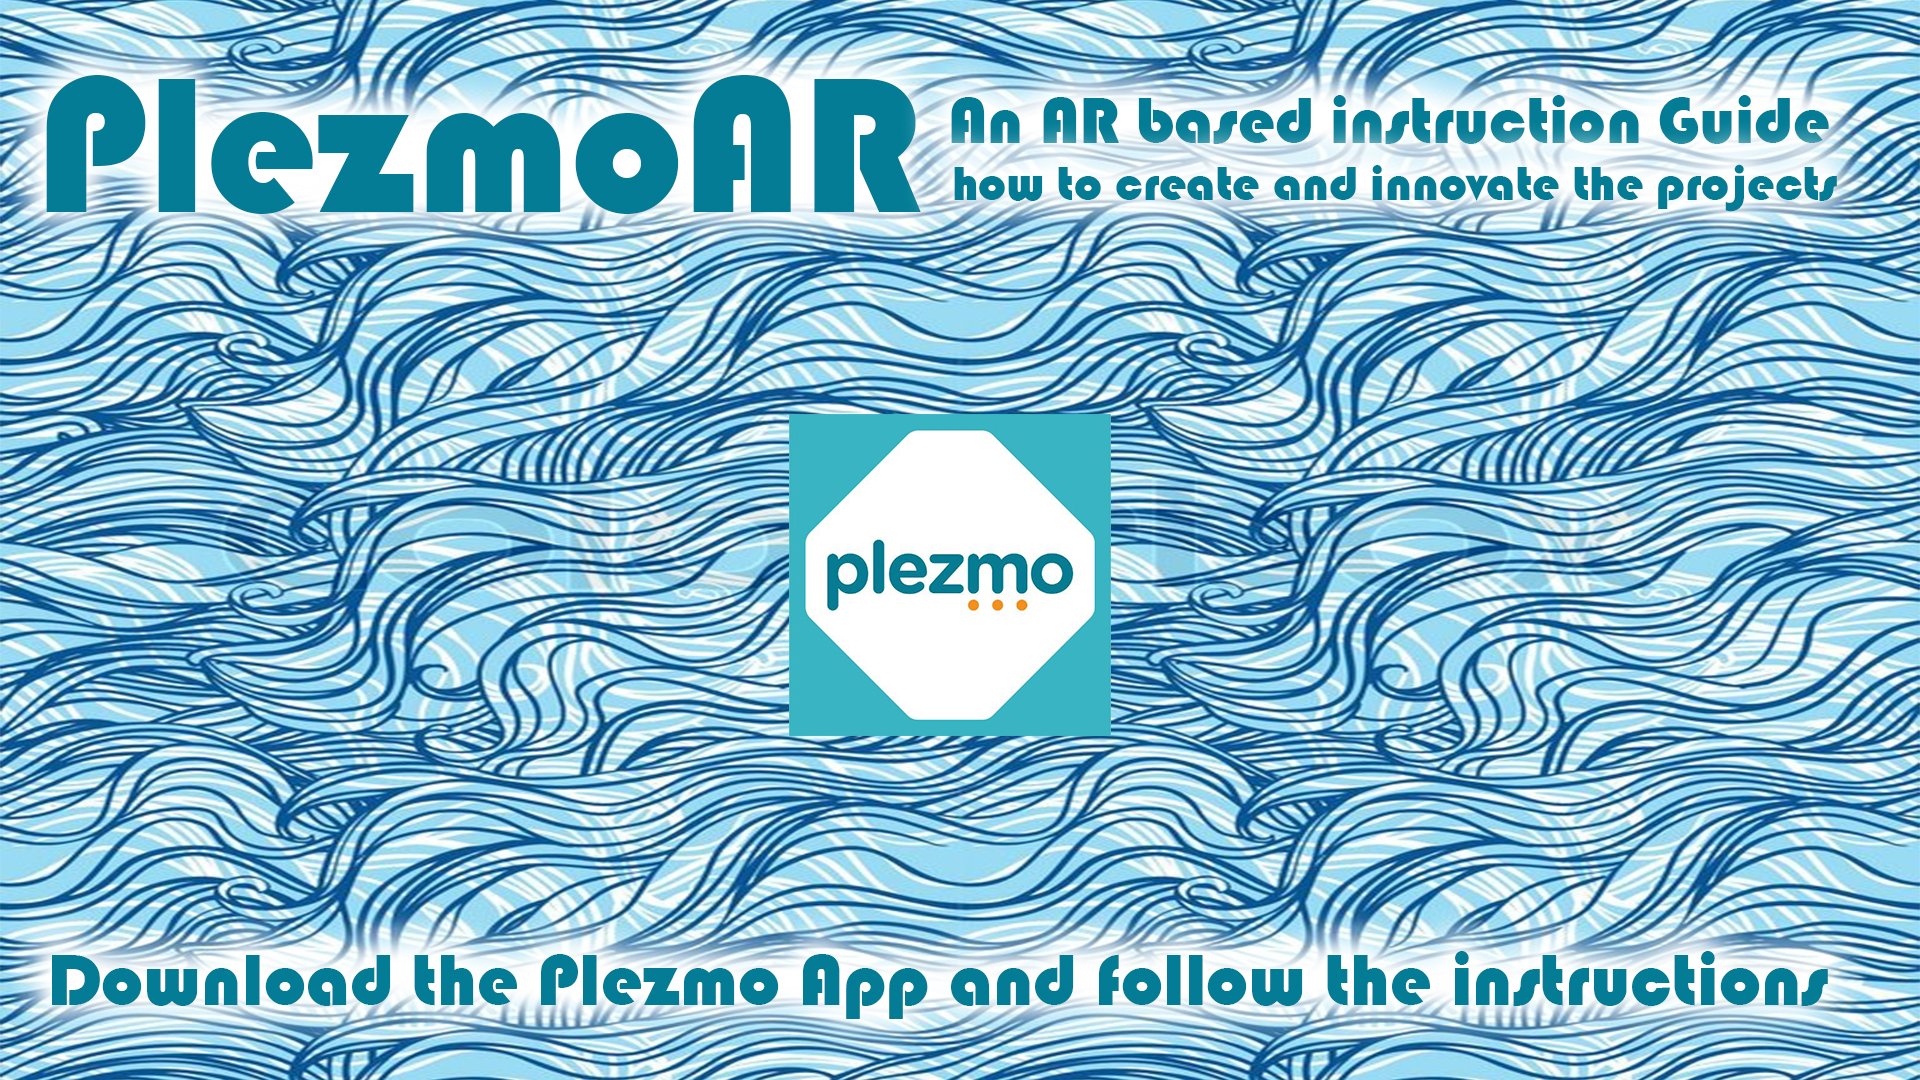 PlezmoAR
An AR based instruction Guide
how to create and innovate the projects
plezmo
Download the Plezmo App and follow the instructions